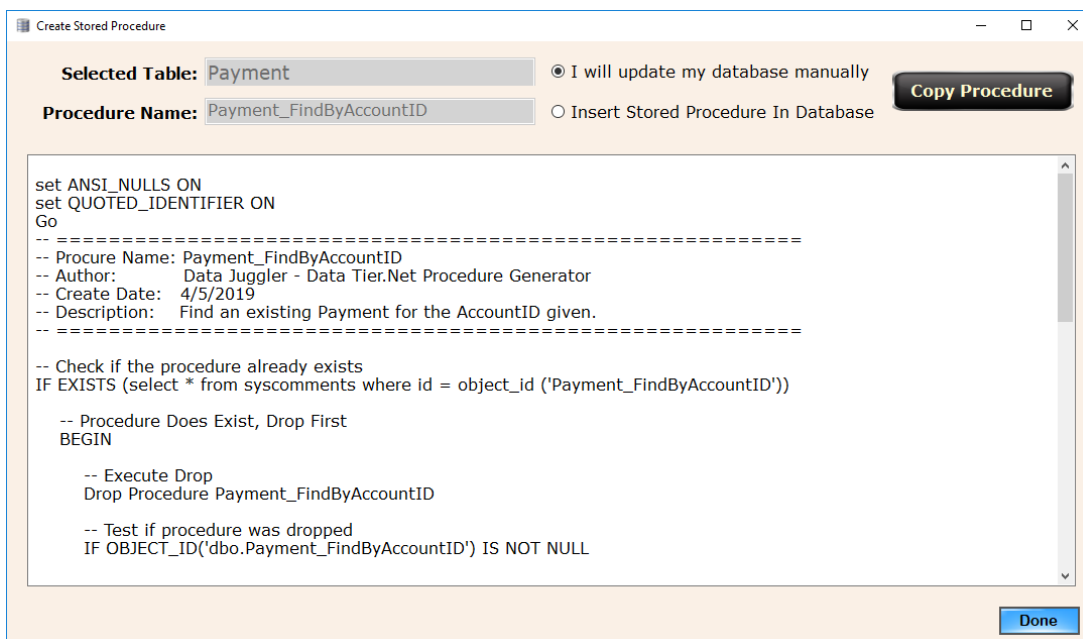 Create Stored Procedure
Selected Table: Payment
I will update my database manually
Copy Procedure
Procedure Name: Payment_FindByAccountID
Insert Stored Procedure In Database
set ANSI_NULLS ON
set QUOTED_IDENTIFIER ON
Go
-- =========================================================
-- Procure Name: Payment_FindByAccountID
-- Author:           Data Juggler - Data Tier.Net Procedure Generator
-- Create Date:   4/5/2019
-- Description:    Find an existing Payment for the AccountID given.
-- =========================================================
-- Check if the procedure already exists
IF EXISTS (select * from syscomments where id = object_id ('Payment_FindByAccountID'))
-- Procedure Does Exist, Drop First
BEGIN
-- Execute Drop
Drop Procedure Payment_FindByAccountID
-- Test if procedure was dropped
IF OBJECT_ID('dbo.Payment_FindByAccountID') IS NOT NULL
Done